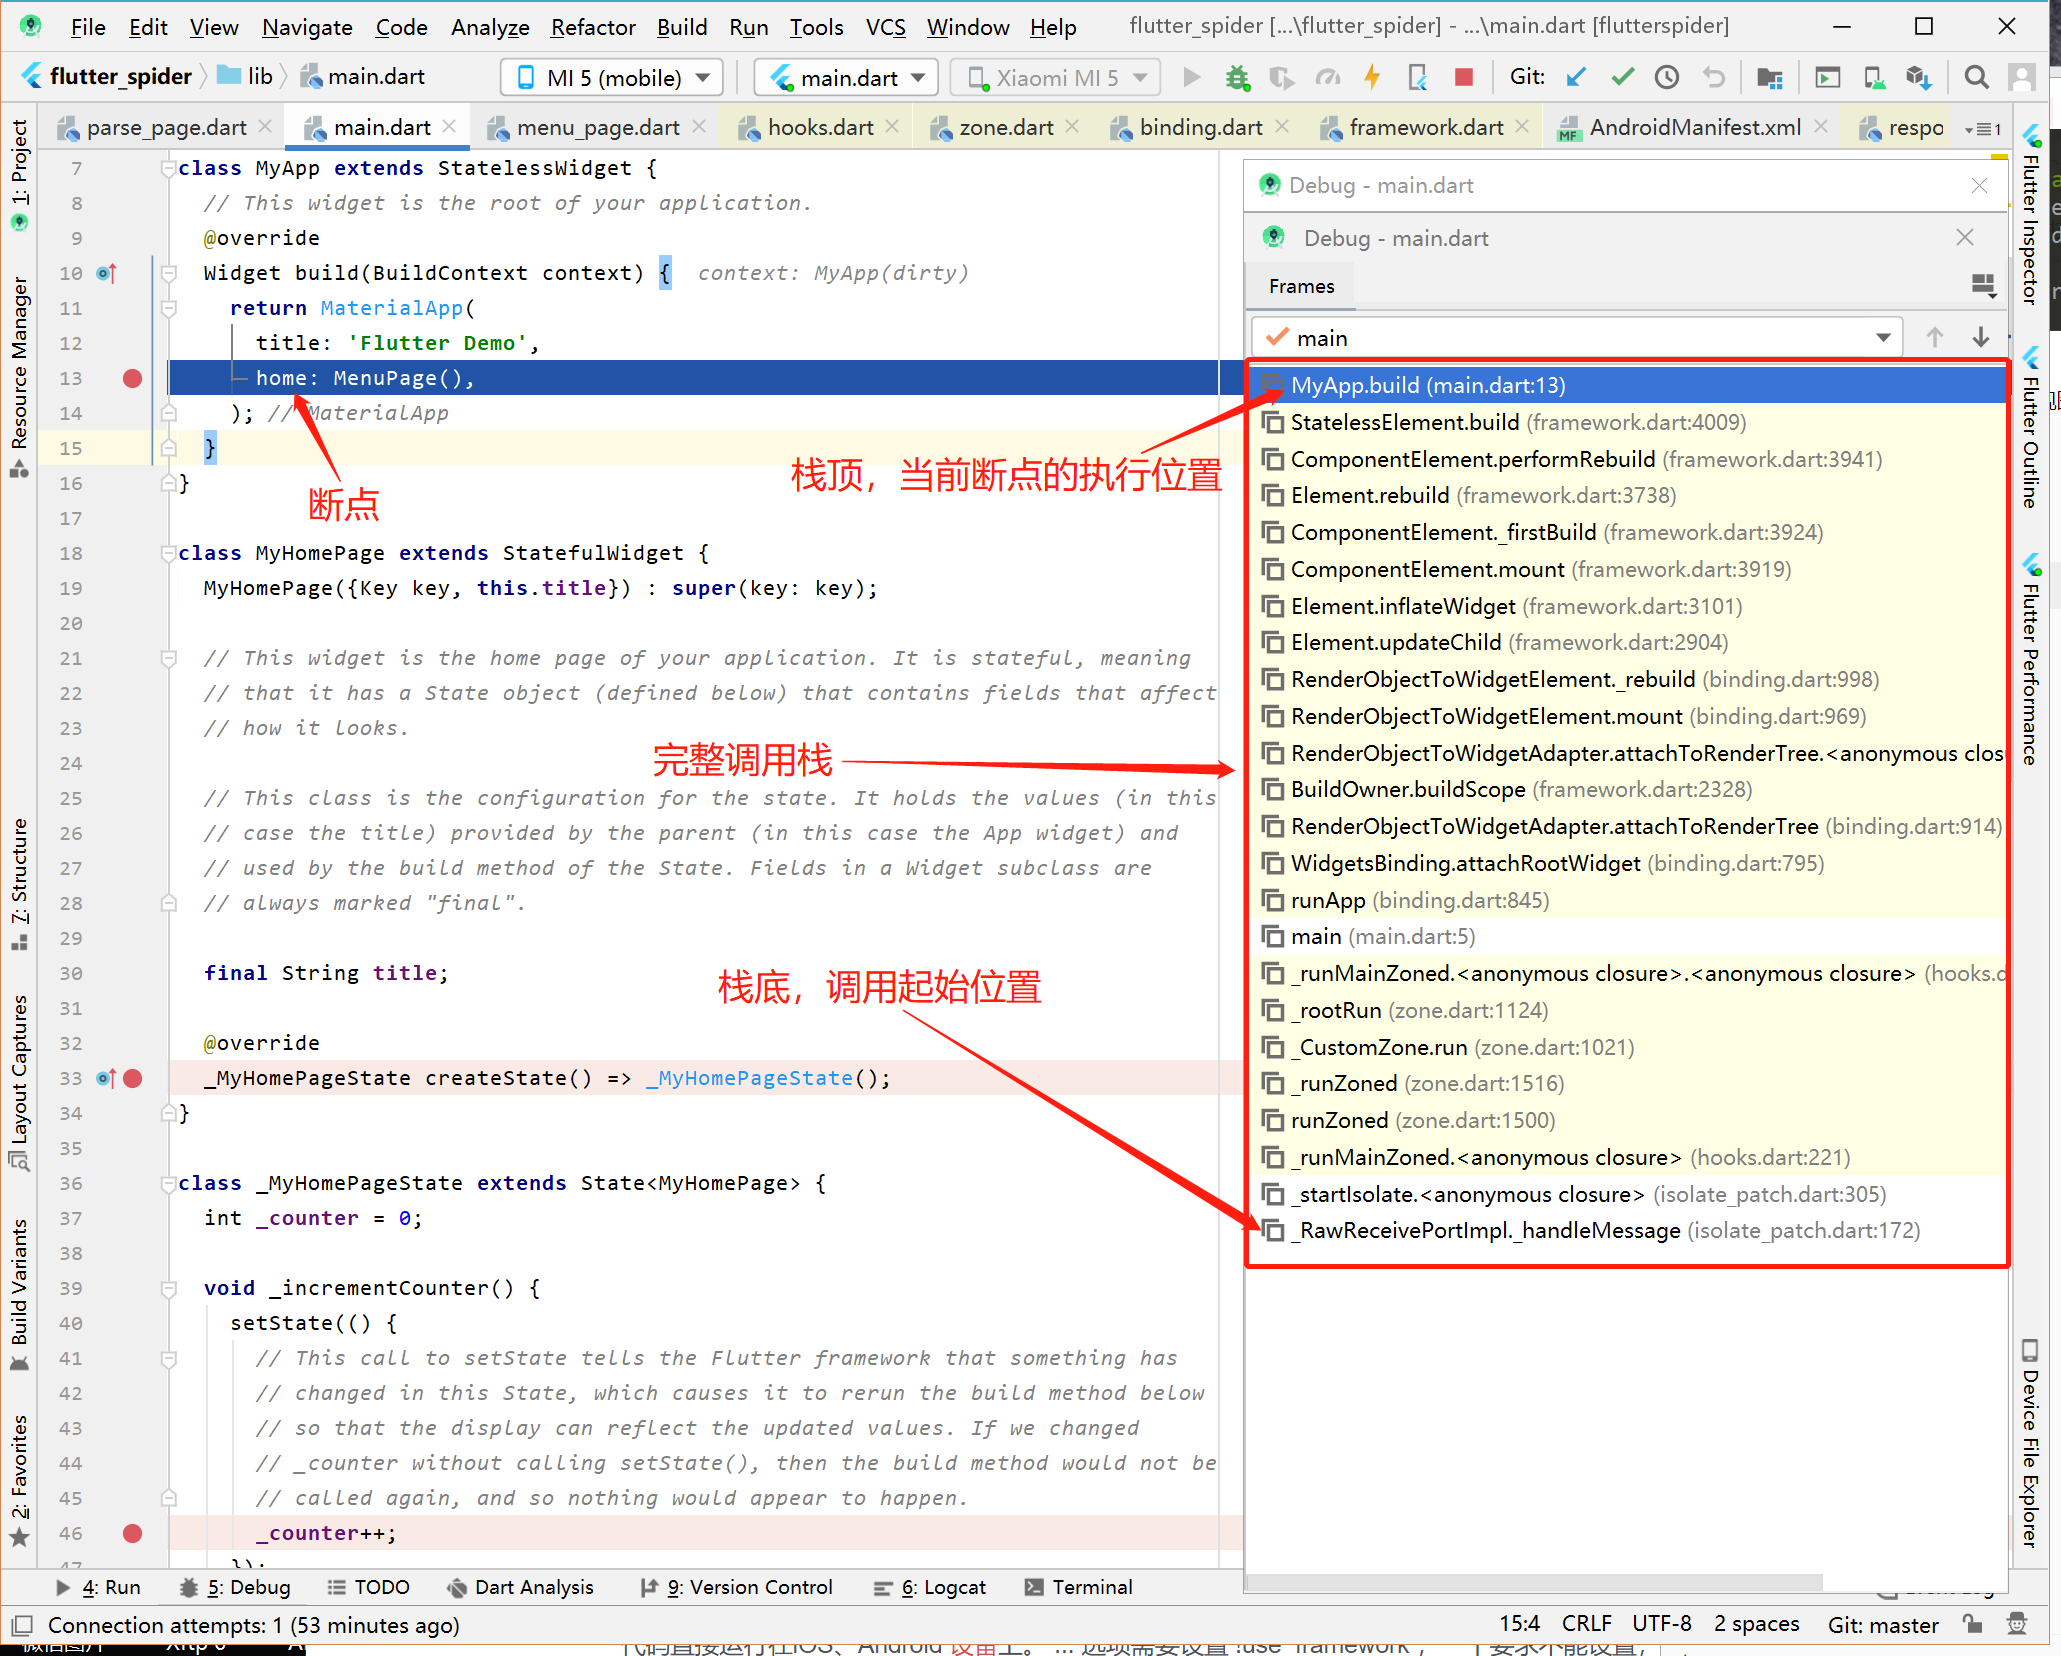 File Edit View Navigate Code Analyze Refactor Build Run Tools VCS Window Help flutter_spider [...\flutter_spider] - ...\main.dart [flutterspider]
flutter_spider lib main.dart MI 5 (mobile) main.dart Xiaomi MI 5 Git:
parse_page.dart main.dart menu_page.dart hooks.dart zone.dart binding.dart framework.dart AndroidManifest.xml respo 1
1: Project
Resource Manager
7: Structure
Layout Captures
Build Variants
2: Favorites
7 class MyApp extends StatelessWidget {
8 // This widget is the root of your application.
9 @override
10 Widget build(BuildContext context) { context: MyApp(dirty)
11 return MaterialApp(
12 title: 'Flutter Demo',
13 home: MenuPage(),
14 ); // MaterialApp
15 }
16 }
17
18 class MyHomePage extends StatefulWidget {
19 MyHomePage({Key key, this.title}) : super(key: key);
20
21 // This widget is the home page of your application. It is stateful, meaning
22 // that it has a State object (defined below) that contains fields that affect
23 // how it looks.
24
25 // This class is the configuration for the state. It holds the values (in this
26 // case the title) provided by the parent (in this case the App widget) and
27 // used by the build method of the State. Fields in a Widget subclass are
28 // always marked "final".
29
30 final String title;
31
32 @override
33 _MyHomePageState createState() => _MyHomePageState();
34 }
35
36 class _MyHomePageState extends State<MyHomePage> {
37 int _counter = 0;
38
39 void _incrementCounter() {
40 setState(() {
41 // This call to setState tells the Flutter framework that something has
42 // changed in this State, which causes it to rerun the build method below
43 // so that the display can reflect the updated values. If we changed
44 // _counter without calling setState(), then the build method would not be
45 // called again, and so nothing would appear to happen.
46 _counter++;
47 });
断点
栈顶，当前断点的执行位置
完整调用栈
栈底，调用起始位置
Debug - main.dart
Debug - main.dart
Frames
main
MyApp.build (main.dart:13)
StatelessElement.build (framework.dart:4009)
ComponentElement.performRebuild (framework.dart:3941)
Element.rebuild (framework.dart:3738)
ComponentElement._firstBuild (framework.dart:3924)
ComponentElement.mount (framework.dart:3919)
Element.inflateWidget (framework.dart:3101)
Element.updateChild (framework.dart:2904)
RenderObjectToWidgetElement._rebuild (binding.dart:998)
RenderObjectToWidgetElement.mount (binding.dart:969)
RenderObjectToWidgetAdapter.attachToRenderTree.<anonymous clos
BuildOwner.buildScope (framework.dart:2328)
RenderObjectToWidgetAdapter.attachToRenderTree (binding.dart:914)
WidgetsBinding.attachRootWidget (binding.dart:795)
runApp (binding.dart:845)
main (main.dart:5)
_runMainZoned.<anonymous closure>.<anonymous closure> (hooks.d
_rootRun (zone.dart:1124)
_CustomZone.run (zone.dart:1021)
_runZoned (zone.dart:1516)
runZoned (zone.dart:1500)
_runMainZoned.<anonymous closure> (hooks.dart:221)
_startIsolate.<anonymous closure> (isolate_patch.dart:305)
_RawReceivePortImpl._handleMessage (isolate_patch.dart:172)
Flutter Inspector
Flutter Outline
Flutter Performance
Device File Explorer
4: Run 5: Debug TODO Dart Analysis 9: Version Control 6: Logcat Terminal
Connection attempts: 1 (53 minutes ago) 15:4 CRLF UTF-8 2 spaces Git: master